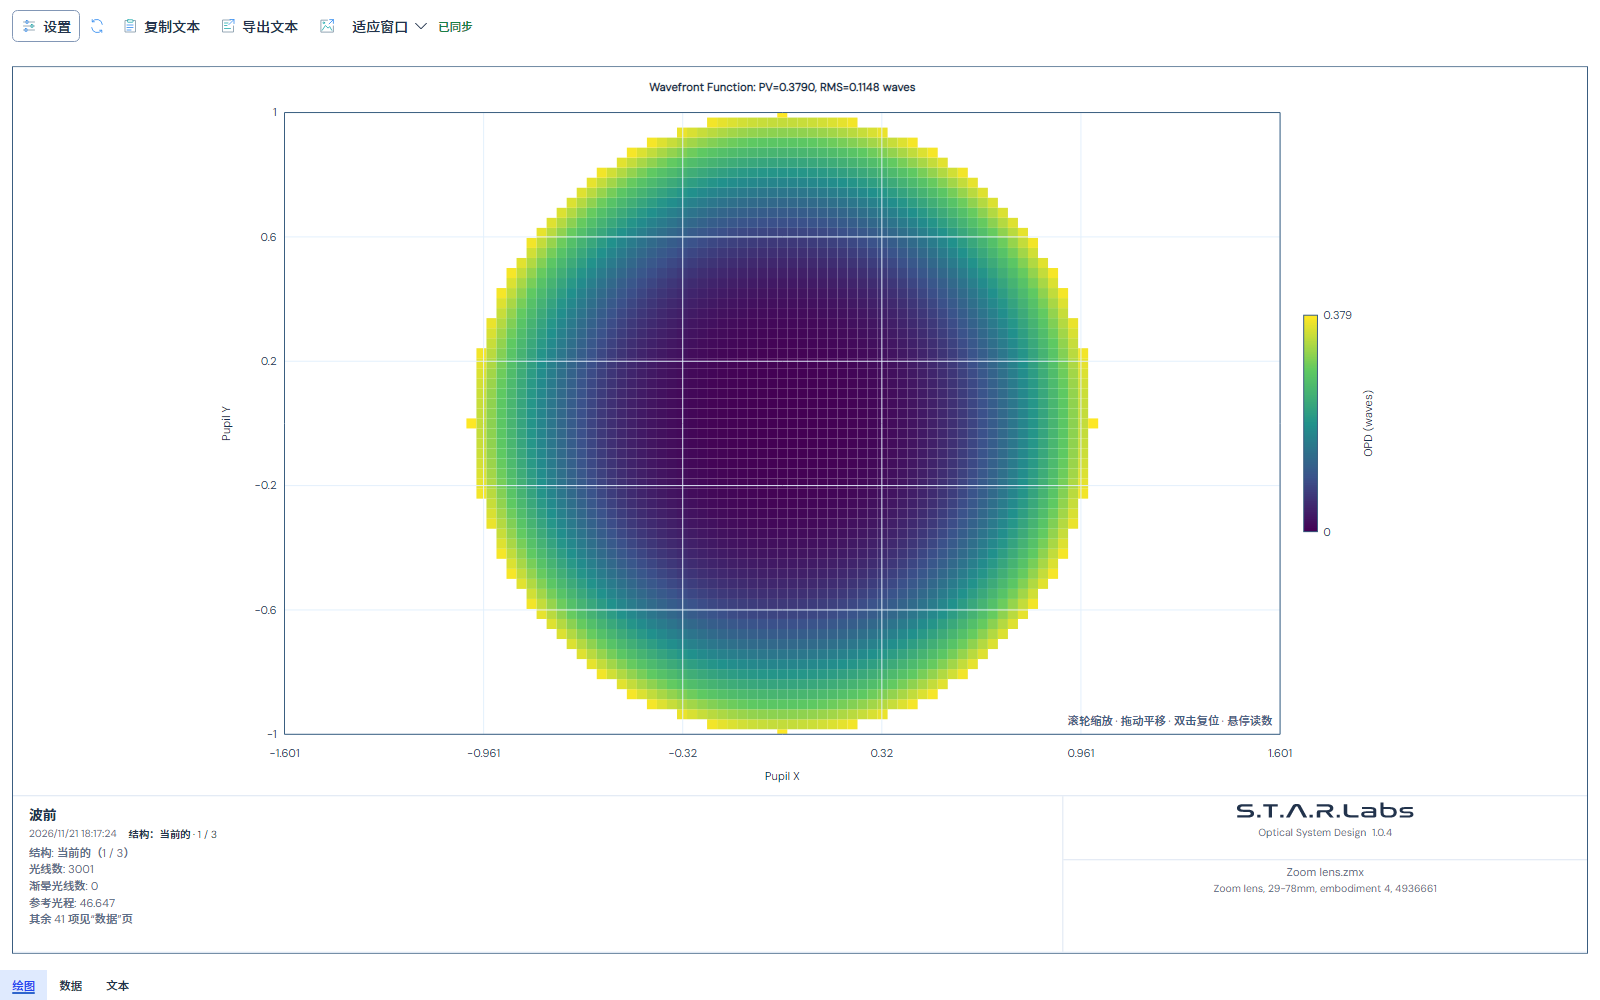 设置
复制文本
导出文本
适应窗口
已同步
Wavefront Function: PV=0.3790, RMS=0.1148 waves
1
0.6
0.2
-0.2
-0.6
-1
Pupil Y
-1.601
-0.961
-0.32
0.32
0.961
1.601
Pupil X
滚轮缩放 · 拖动平移 · 双击复位 · 悬停读数
0.379
0
OPD (waves)
波前
2026/11/21 18:17:24 结构：当前的 · 1 / 3
结构: 当前的（1 / 3）
光线数: 3001
渐晕光线数: 0
参考光程: 46.647
其余 41 项见“数据”页
S.T.A.R.Labs
Optical System Design 1.0.4
Zoom lens.zmx
Zoom lens, 29-78mm, embodiment 4, 4936661
绘图
数据
文本